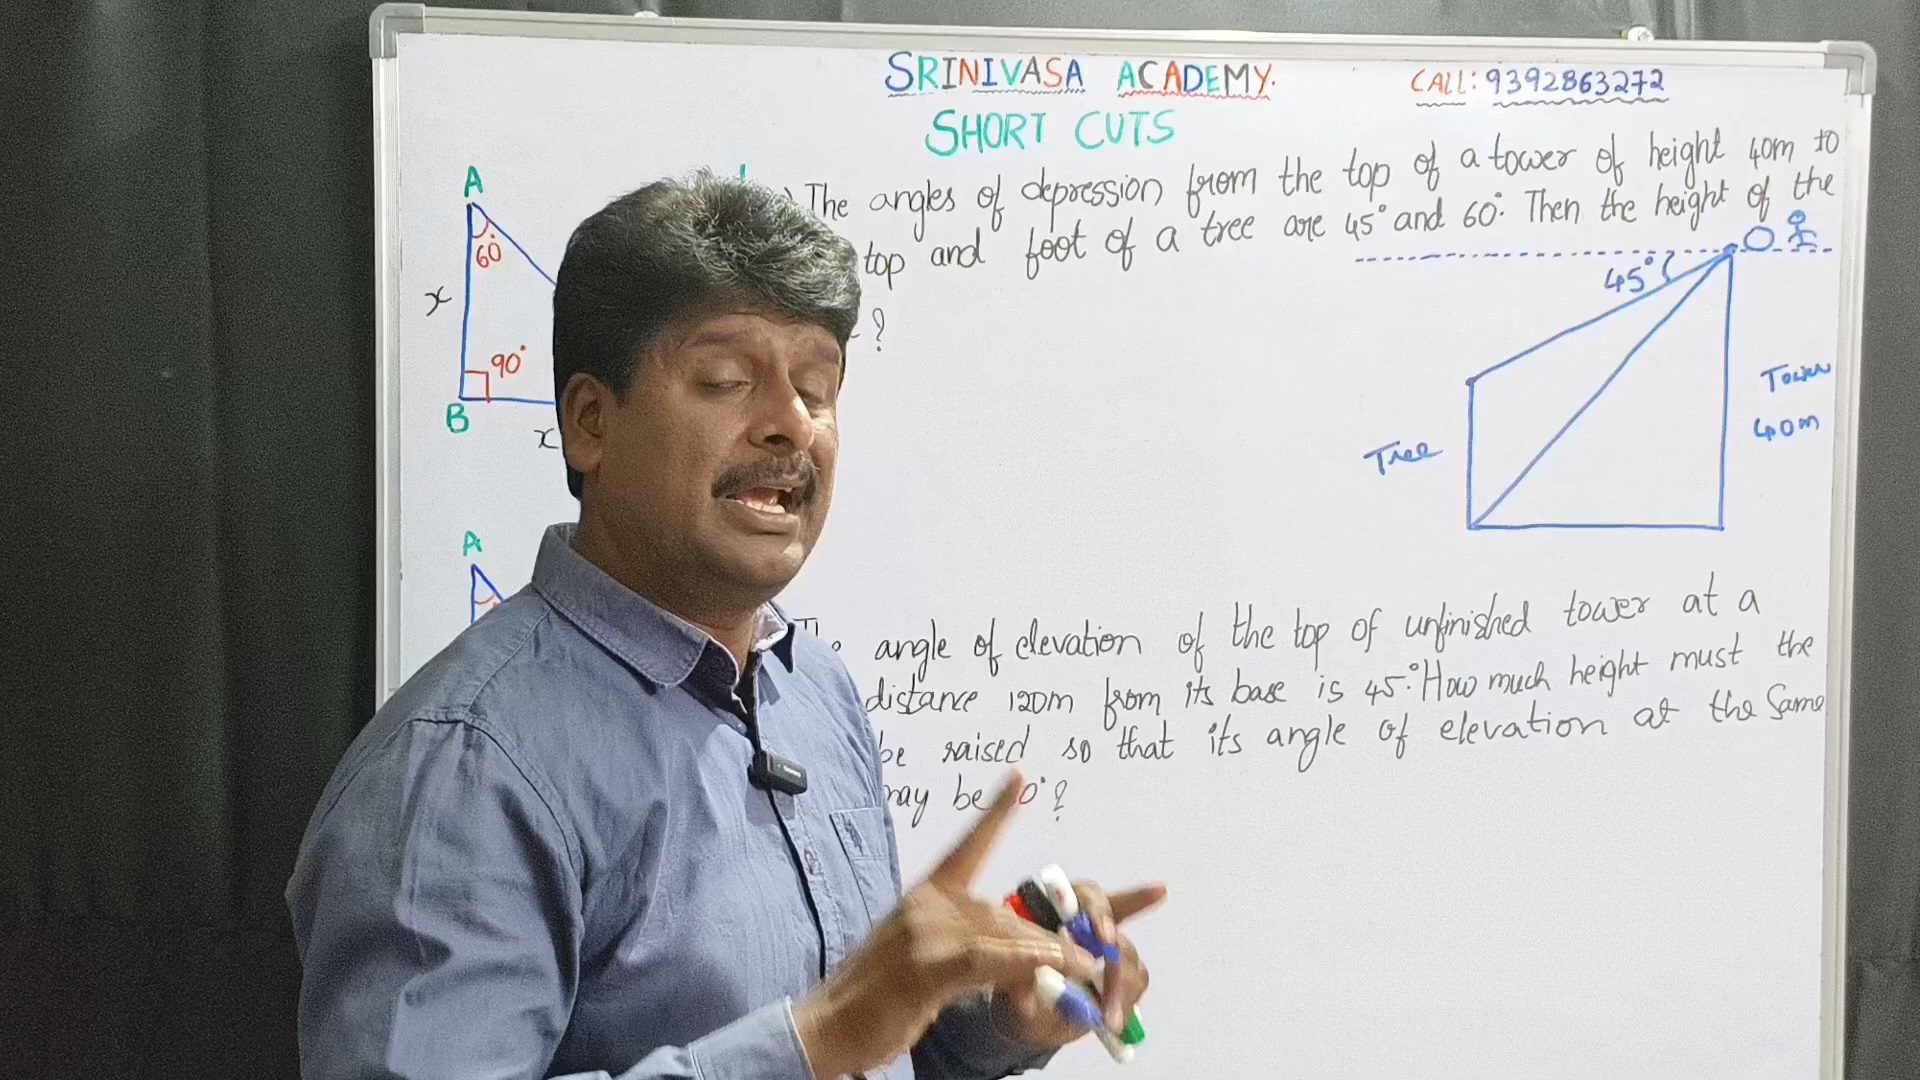 SRINIVASA ACADEMY.
CALL: 9392863272
SHORT CUTS
The angles of depression from the top of a tower of height 40m to
top and foot of a tree are 45° and 60°. Then the height of the
?
A
60°
x
90°
B
x
45°
Tree
Tower
40m
A
angle of elevation of the top of unfinished tower at a
distance 120m from its base is 45°. How much height must the
be raised so that its angle of elevation at the Same
may be 0°?